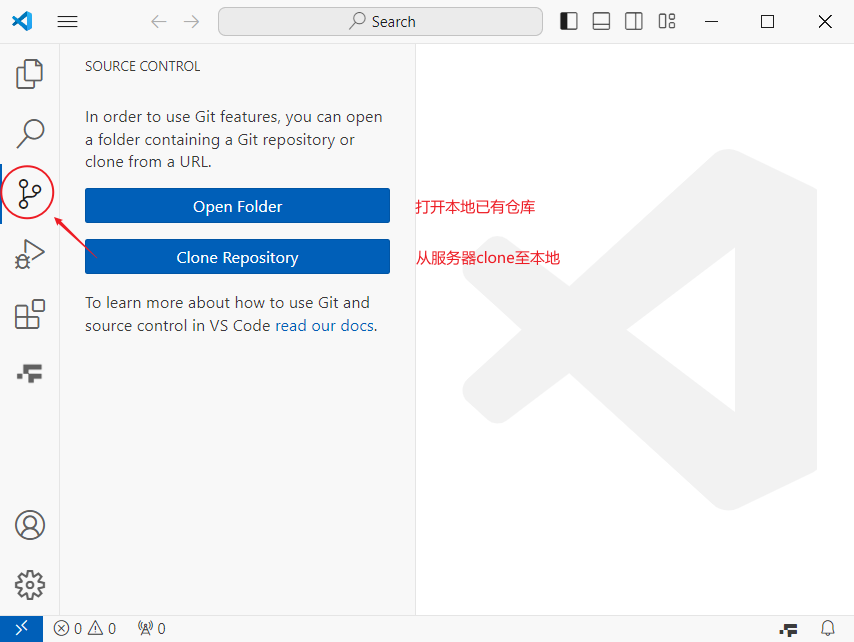 Search
SOURCE CONTROL
In order to use Git features, you can open
a folder containing a Git repository or
clone from a URL.
Open Folder
打开本地已有仓库
Clone Repository
从服务器clone至本地
To learn more about how to use Git and
source control in VS Code read our docs.
0 0 0